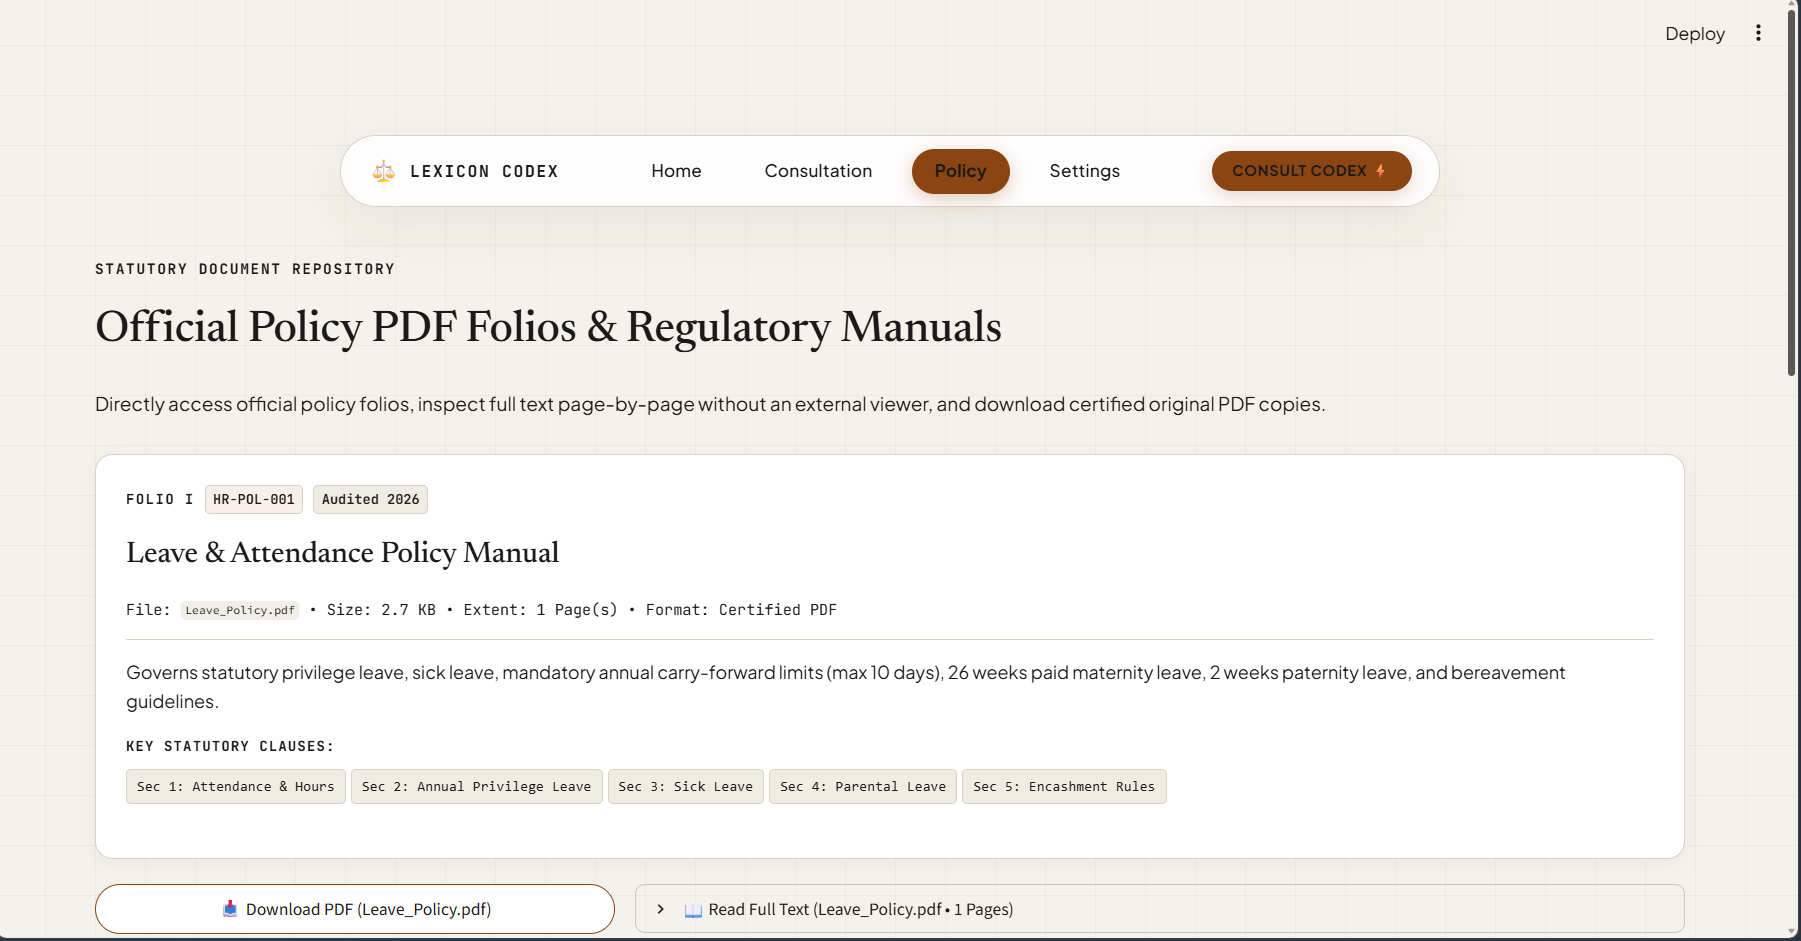 Deploy
LEXICON CODEX
Home
Consultation
Policy
Settings
CONSULT CODEX
STATUTORY DOCUMENT REPOSITORY
Official Policy PDF Folios & Regulatory Manuals
Directly access official policy folios, inspect full text page-by-page without an external viewer, and download certified original PDF copies.
FOLIO I HR-POL-001 Audited 2026
Leave & Attendance Policy Manual
File: Leave_Policy.pdf • Size: 2.7 KB • Extent: 1 Page(s) • Format: Certified PDF
Governs statutory privilege leave, sick leave, mandatory annual carry-forward limits (max 10 days), 26 weeks paid maternity leave, 2 weeks paternity leave, and bereavement
guidelines.
KEY STATUTORY CLAUSES:
Sec 1: Attendance & Hours
Sec 2: Annual Privilege Leave
Sec 3: Sick Leave
Sec 4: Parental Leave
Sec 5: Encashment Rules
Download PDF (Leave_Policy.pdf)
Read Full Text (Leave_Policy.pdf • 1 Pages)